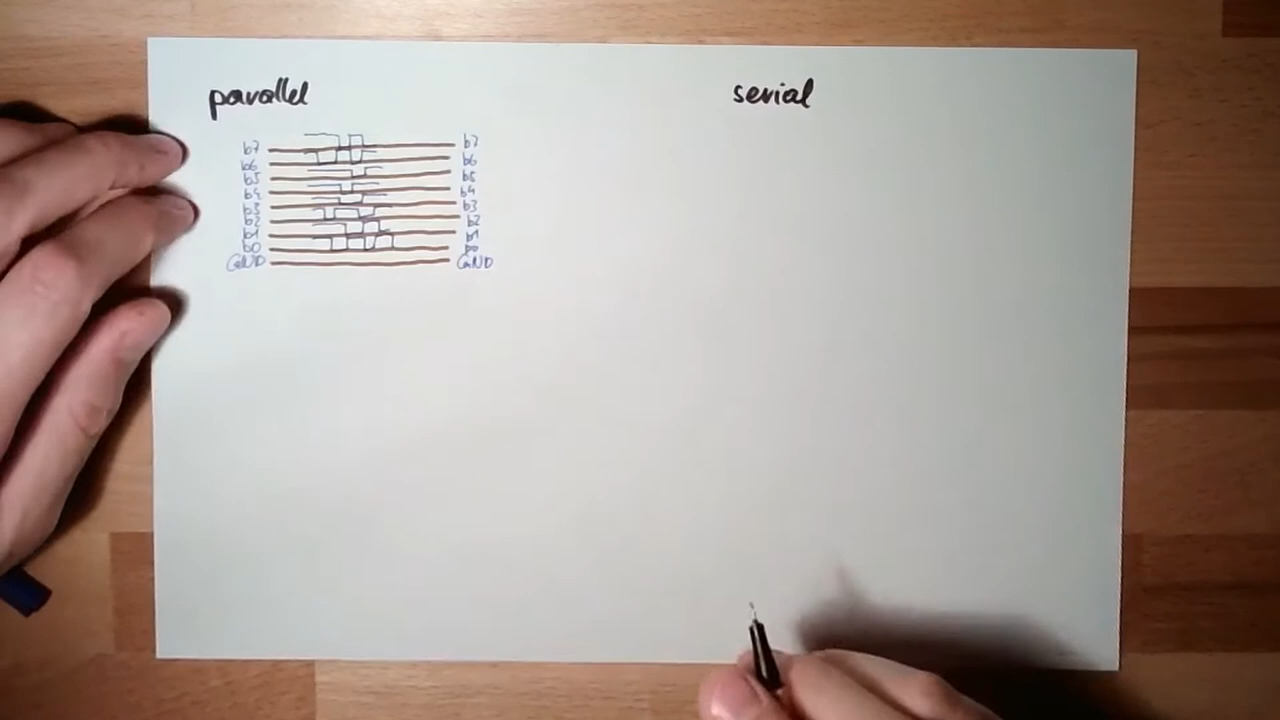 parallel serial
b7 b7
b6 b6
b5 b5
b4 b4
b3 b3
b2 b2
b1 b1
b0 b0
GND GND